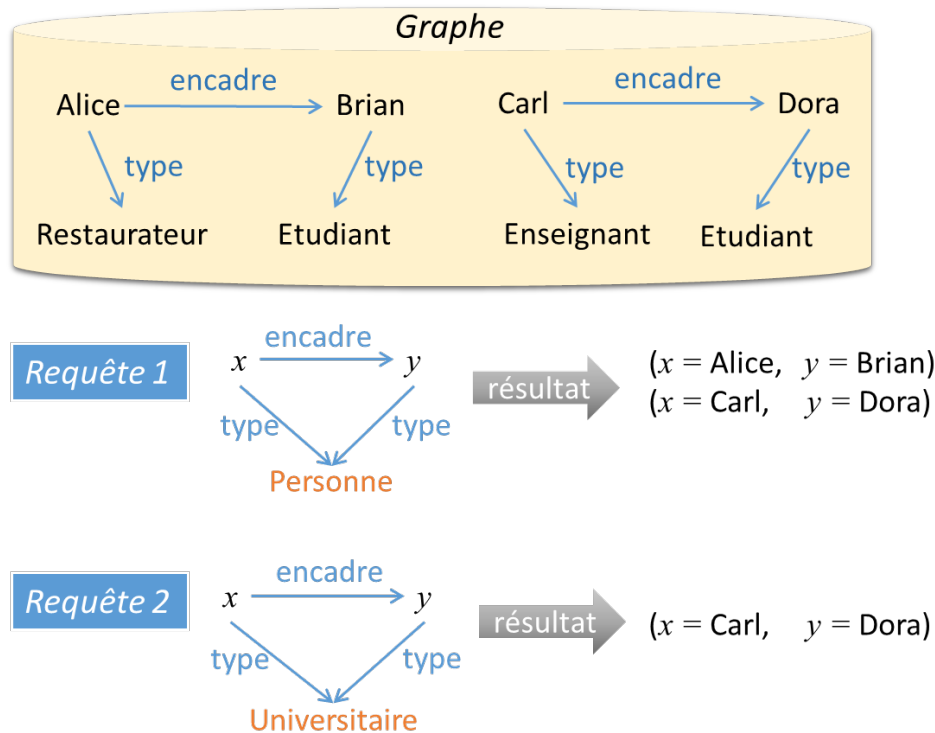 Graphe
encadre encadre
Alice Brian Carl Dora
type type type type
Restaurateur Etudiant Enseignant Etudiant
Requête 1
encadre
x y
type type
Personne
résultat
(x = Alice, y = Brian)
(x = Carl, y = Dora)
Requête 2
encadre
x y
type type
Universitaire
résultat
(x = Carl, y = Dora)